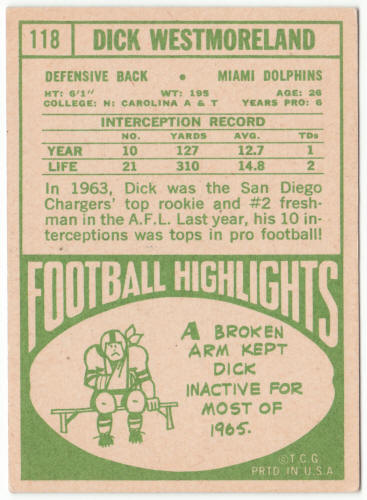 118 DICK WESTMORELAND
DEFENSIVE BACK • MIAMI DOLPHINS
HT: 6'1" WT: 195 AGE: 26
COLLEGE: N: CAROLINA A & T YEARS PRO: 6
INTERCEPTION RECORD
NO. YARDS AVG. TDs
YEAR 10 127 12.7 1
LIFE 21 310 14.8 2
In 1963, Dick was the San Diego
Chargers' top rookie and #2 fresh-
man in the A.F.L. Last year, his 10 in-
terceptions was tops in pro football!
FOOTBALL HIGHLIGHTS
A BROKEN
ARM KEPT
DICK
INACTIVE FOR
MOST OF
1965.
© T.C.G.
PRTD IN U.S.A.